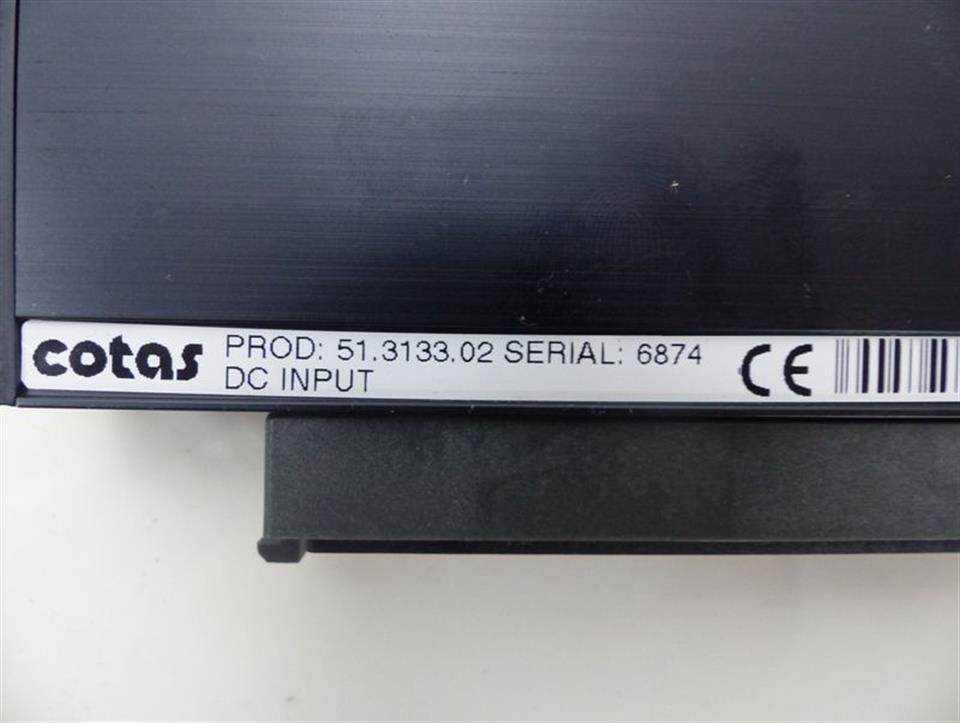 cotas PROD: 51.3133.02 SERIAL: 6874 CE
DC INPUT